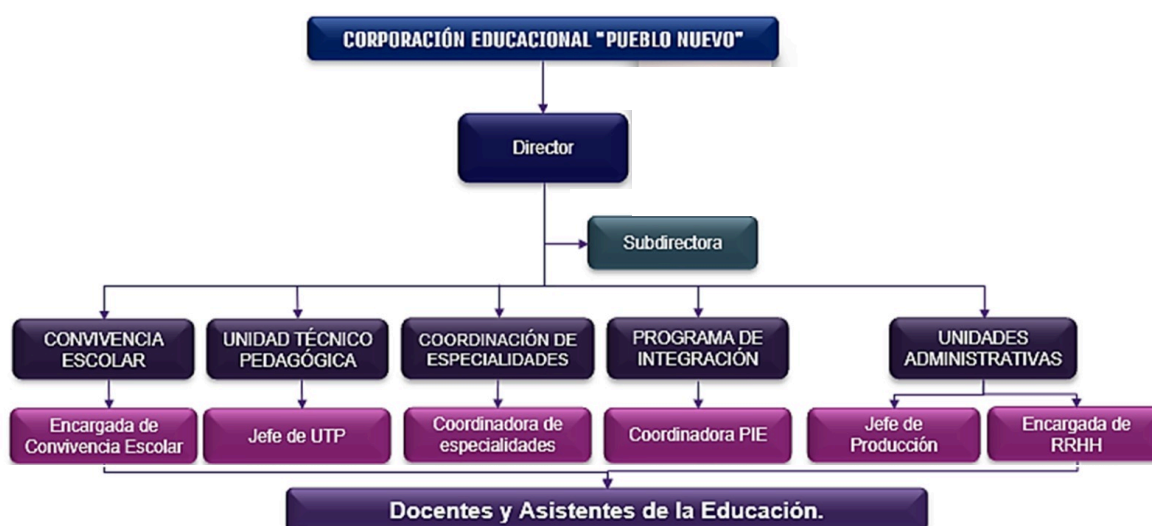 CORPORACIÓN EDUCACIONAL "PUEBLO NUEVO"
Director
Subdirectora
CONVIVENCIA
ESCOLAR
UNIDAD TÉCNICO
PEDAGÓGICA
COORDINACIÓN DE
ESPECIALIDADES
PROGRAMA DE
INTEGRACIÓN
UNIDADES
ADMINISTRATIVAS
Encargada de
Convivencia Escolar
Jefe de UTP
Coordinadora de
especialidades
Coordinadora PIE
Jefe de
Producción
Encargada de
RRHH
Docentes y Asistentes de la Educación.